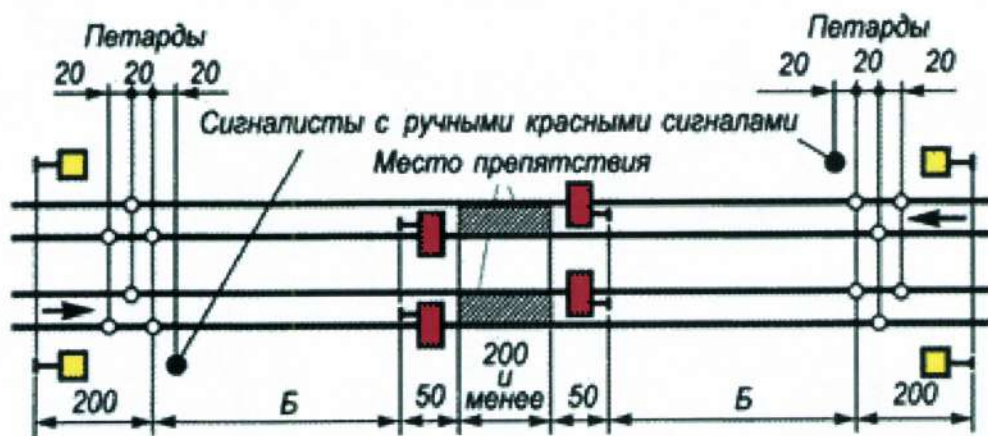 Петарды
Петарды
20 20 20
20 20 20
Сигналисты с ручными красными сигналами
Место препятствия
200
Б
50
200
и
менее
50
Б
200